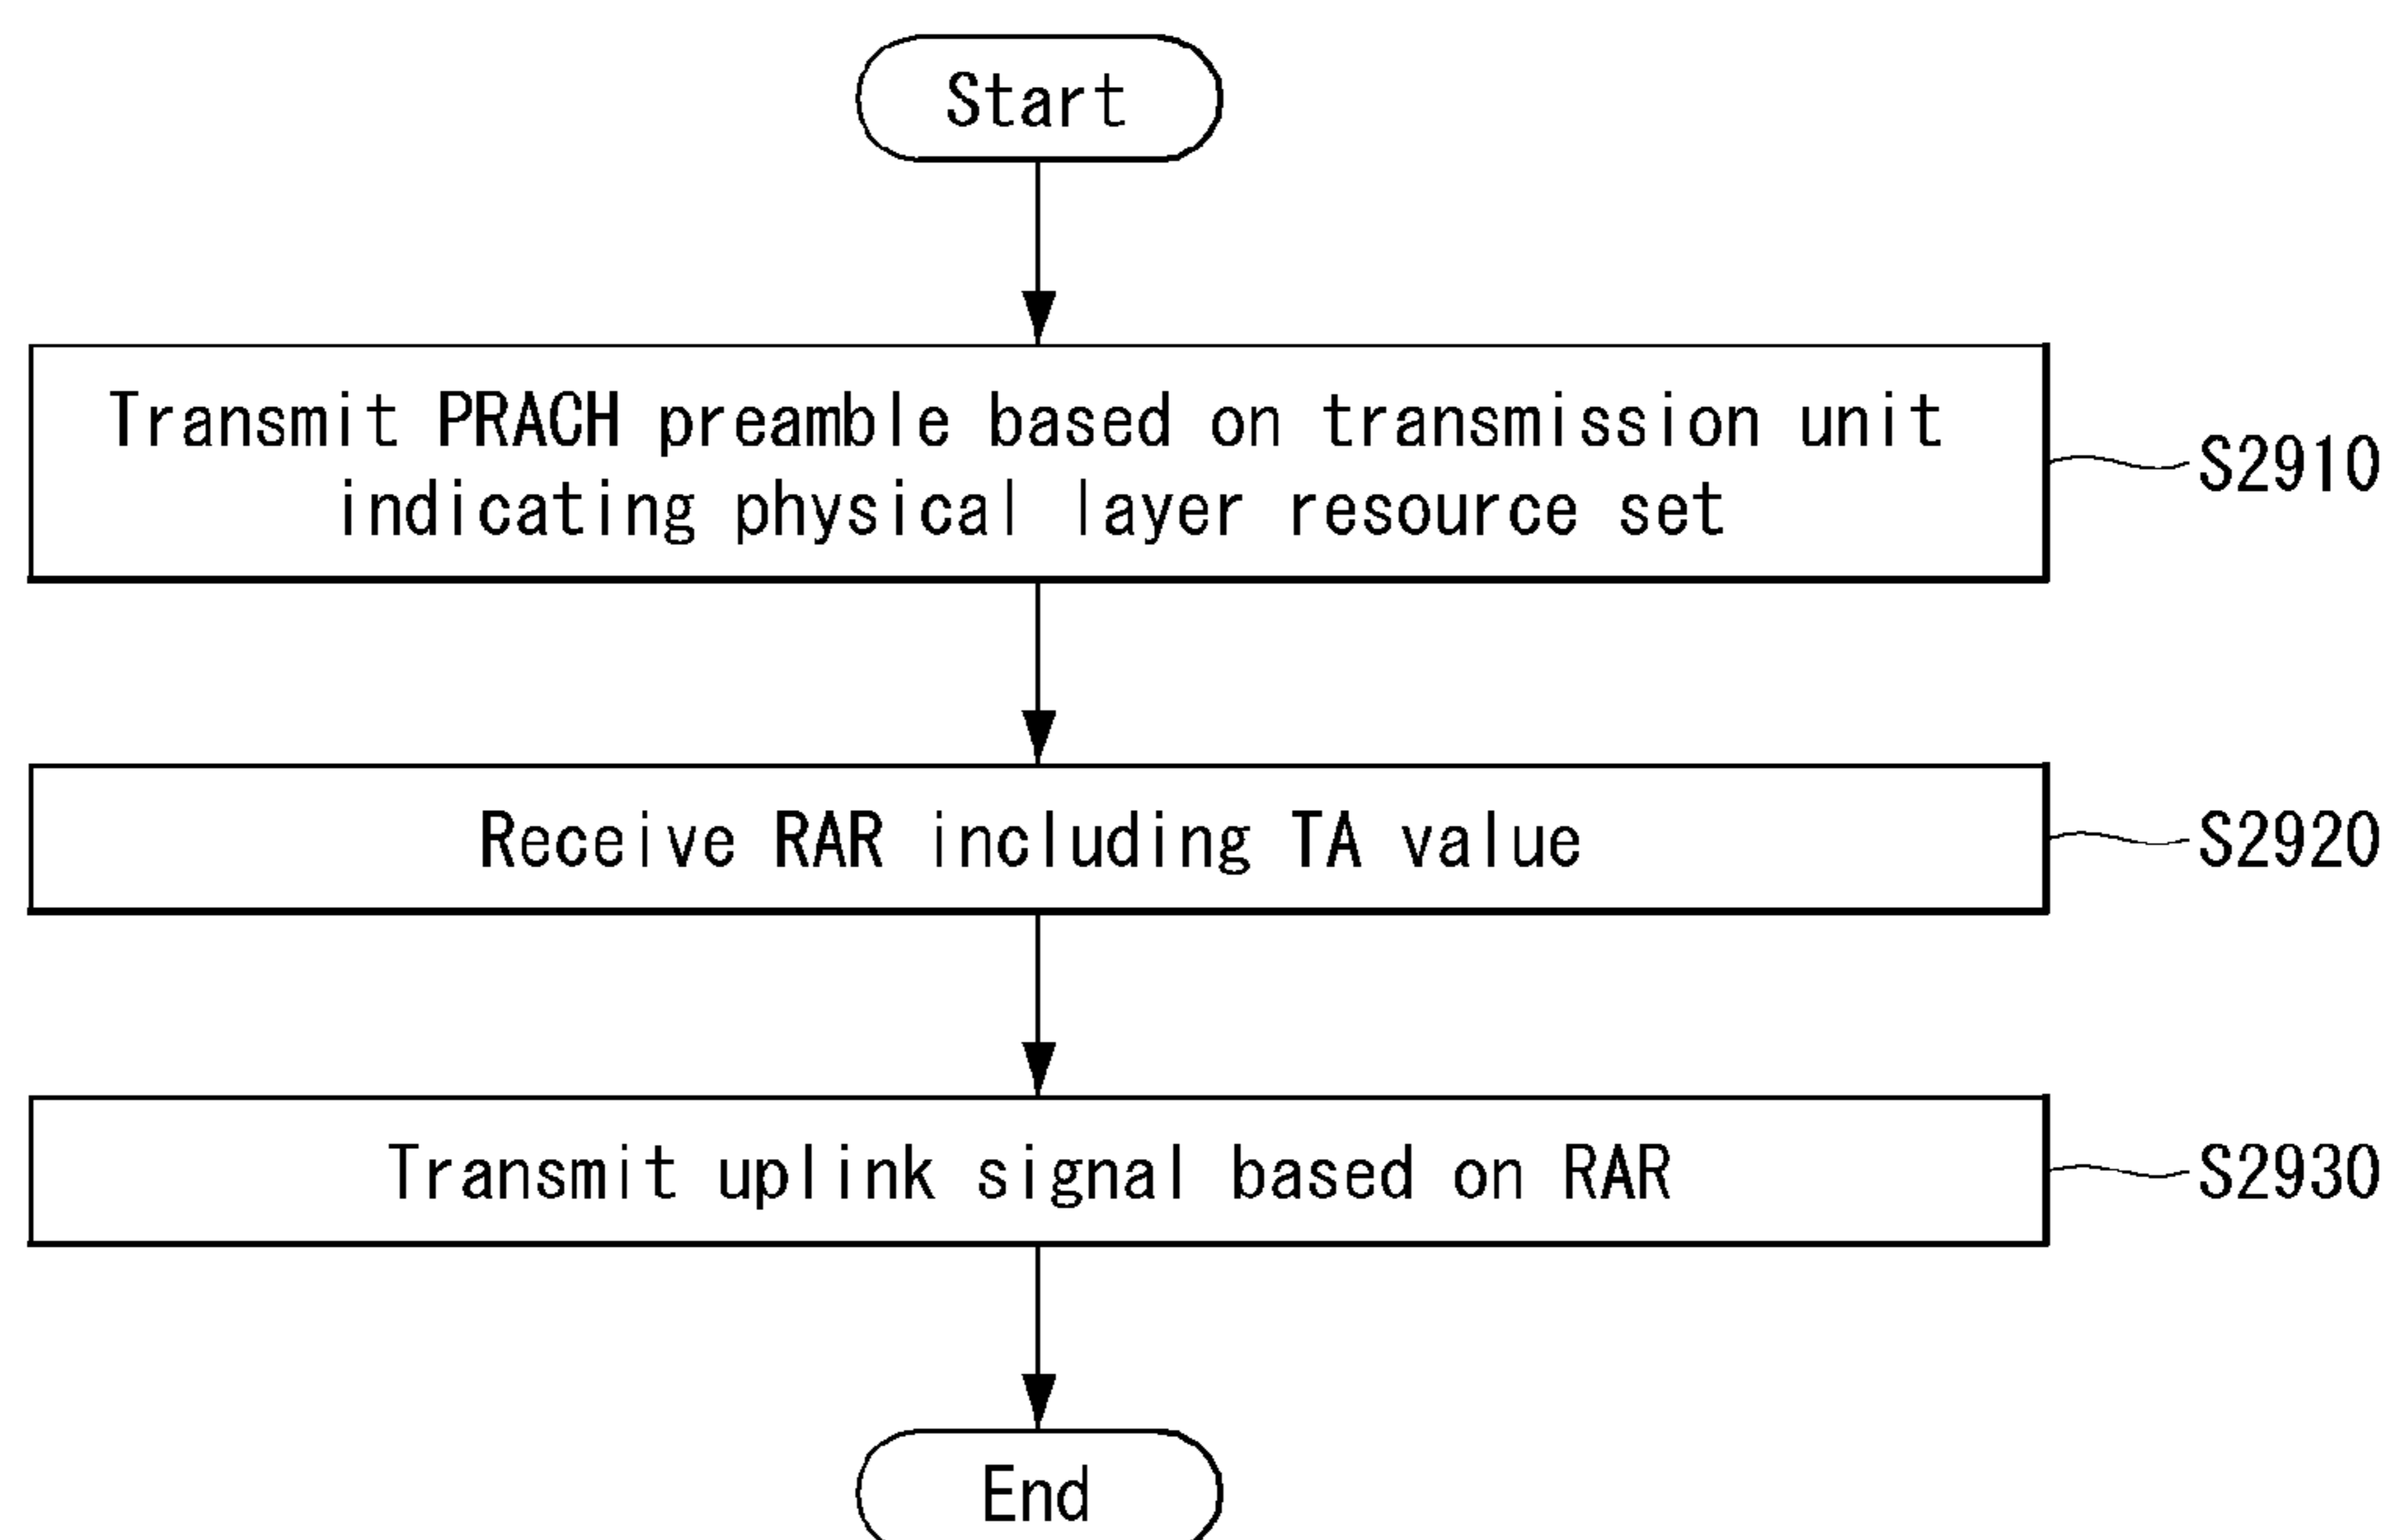 Start
Transmit PRACH preamble based on transmission unit
indicating physical layer resource set
S2910
Receive RAR including TA value
S2920
Transmit uplink signal based on RAR
S2930
End